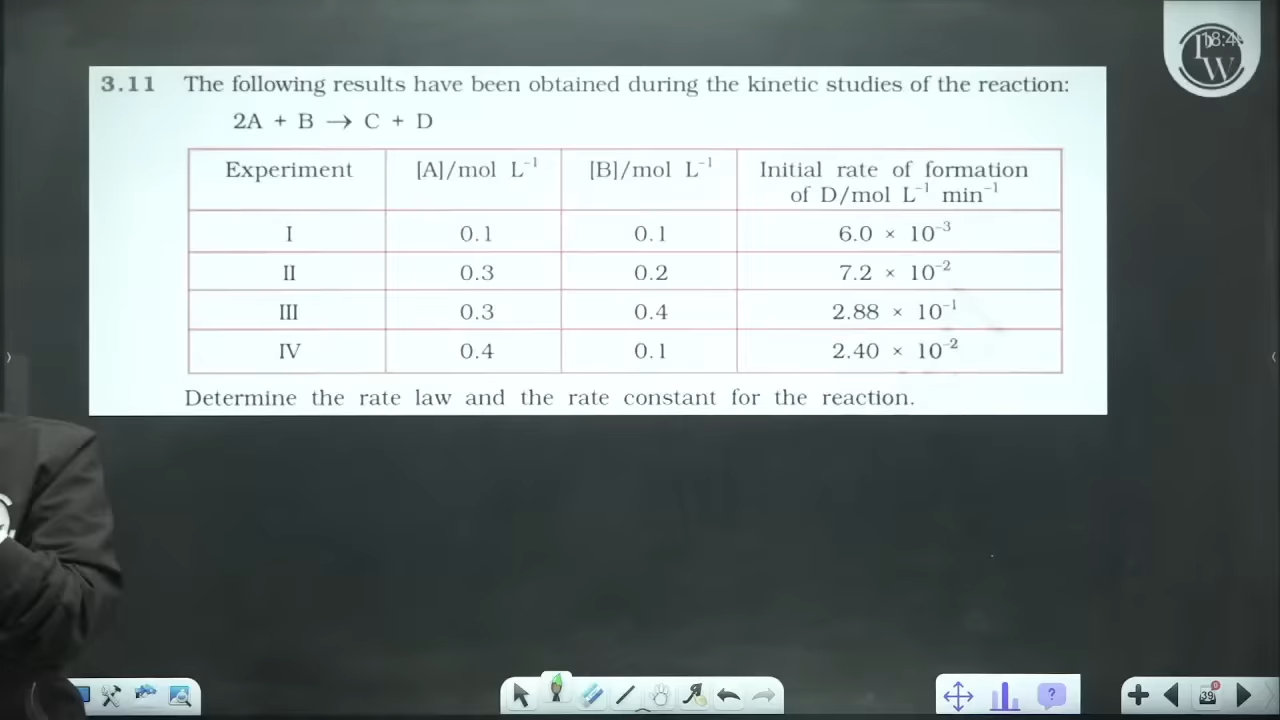 3.11 The following results have been obtained during the kinetic studies of the reaction:
2A + B → C + D
Experiment [A]/mol L⁻¹ [B]/mol L⁻¹ Initial rate of formation
of D/mol L⁻¹ min⁻¹
I 0.1 0.1 6.0 × 10⁻³
II 0.3 0.2 7.2 × 10⁻²
III 0.3 0.4 2.88 × 10⁻¹
IV 0.4 0.1 2.40 × 10⁻²
Determine the rate law and the rate constant for the reaction.
W
39